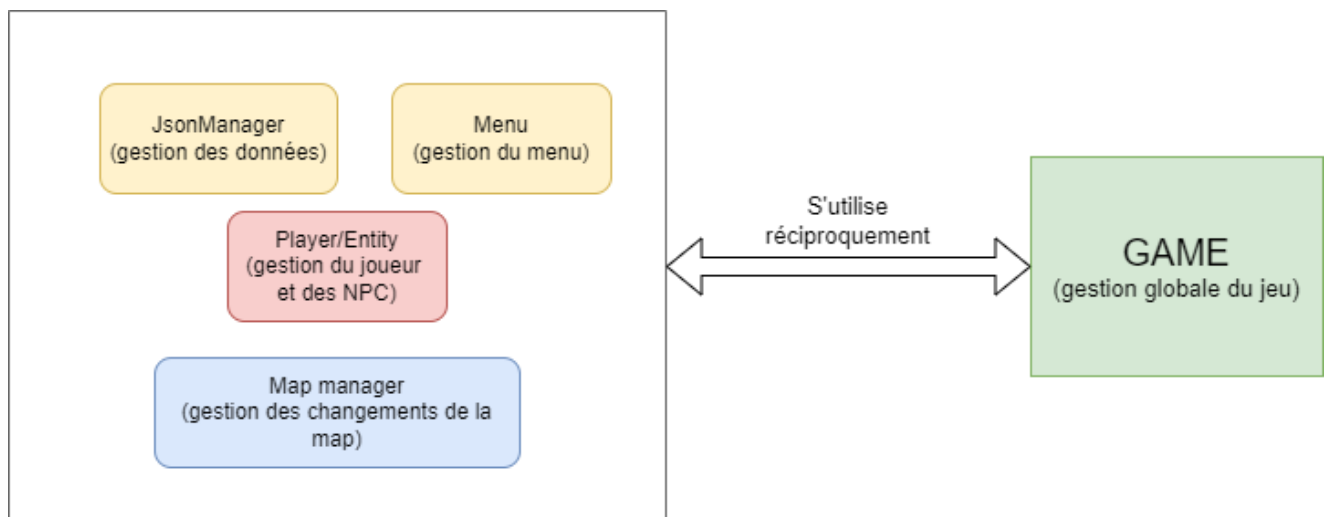 JsonManager
(gestion des données)
Menu
(gestion du menu)
Player/Entity
(gestion du joueur
et des NPC)
Map manager
(gestion des changements de la
map)
S'utilise
réciproquement
GAME
(gestion globale du jeu)